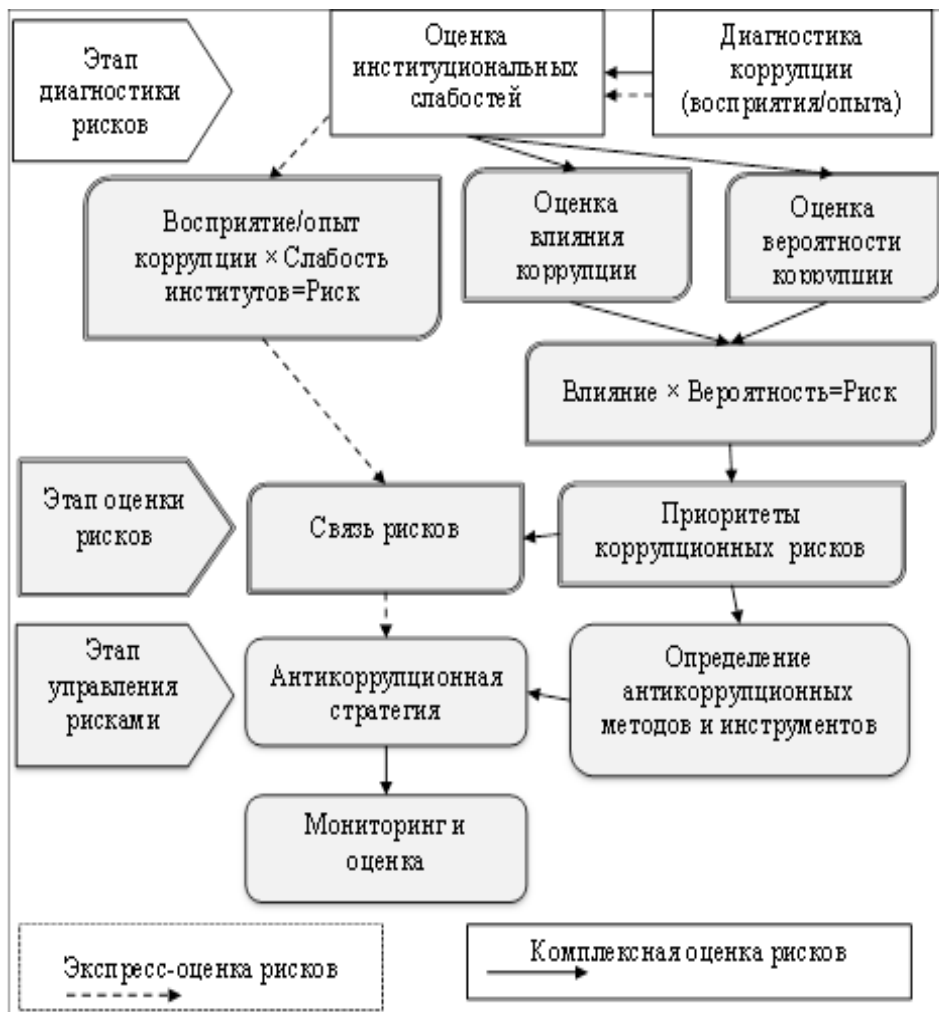 Этап
диагностики
рисков
Оценка
институциональных
слабостей
Диагностика
коррупции
(восприятия/опыта)
Восприятие/опыт
коррупции × Слабость
институтов=Риск
Оценка
влияния
коррупции
Оценка
вероятности
коррупции
Влияние × Вероятность=Риск
Этап оценки
рисков
Связь рисков
Приоритеты
коррупционных рисков
Этап
управления
рисками
Антикоррупционная
стратегия
Определение
антикоррупционных
методов и инструментов
Мониторинг и
оценка
Экспресс-оценка рисков
Комплексная оценка рисков